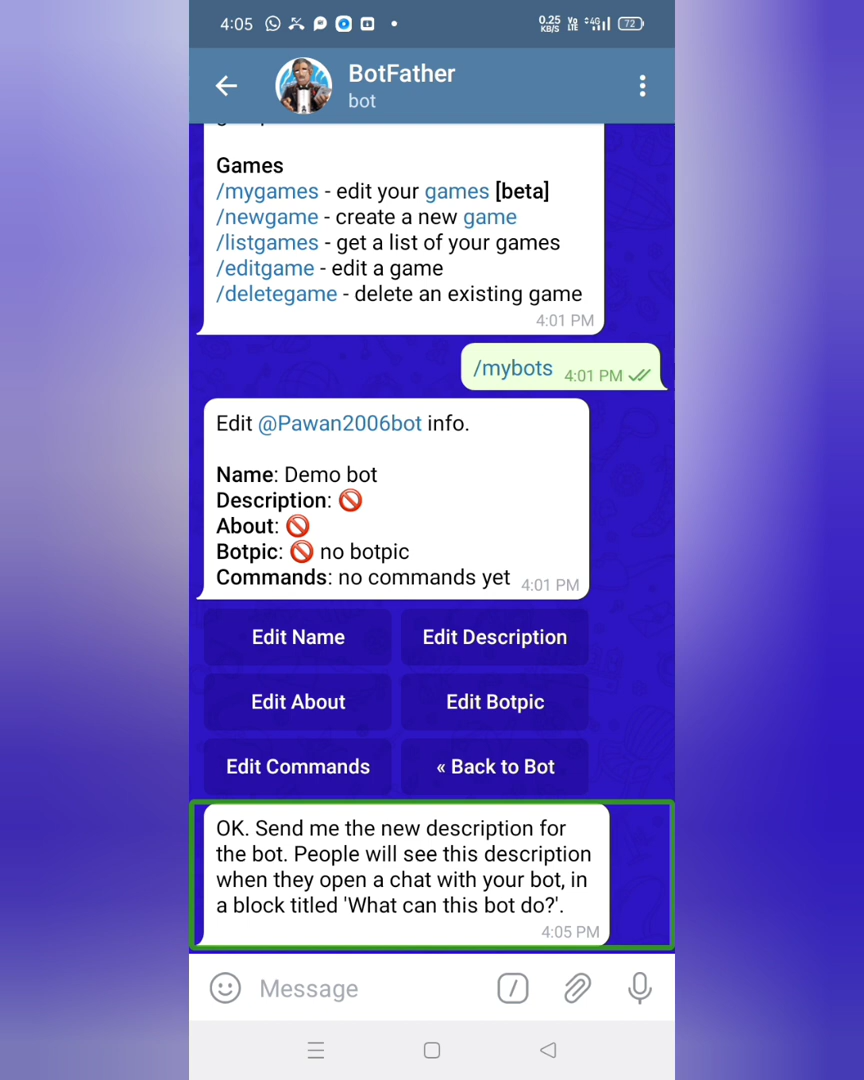 4:05
0.25
KB/S
Vo
LTE
4G
72
BotFather
bot
Games
/mygames - edit your games [beta]
/newgame - create a new game
/listgames - get a list of your games
/editgame - edit a game
/deletegame - delete an existing game
4:01 PM
/mybots 4:01 PM
Edit @Pawan2006bot info.
Name: Demo bot
Description: 🚫
About: 🚫
Botpic: 🚫 no botpic
Commands: no commands yet 4:01 PM
Edit Name Edit Description
Edit About Edit Botpic
Edit Commands « Back to Bot
OK. Send me the new description for
the bot. People will see this description
when they open a chat with your bot, in
a block titled 'What can this bot do?'.
4:05 PM
Message